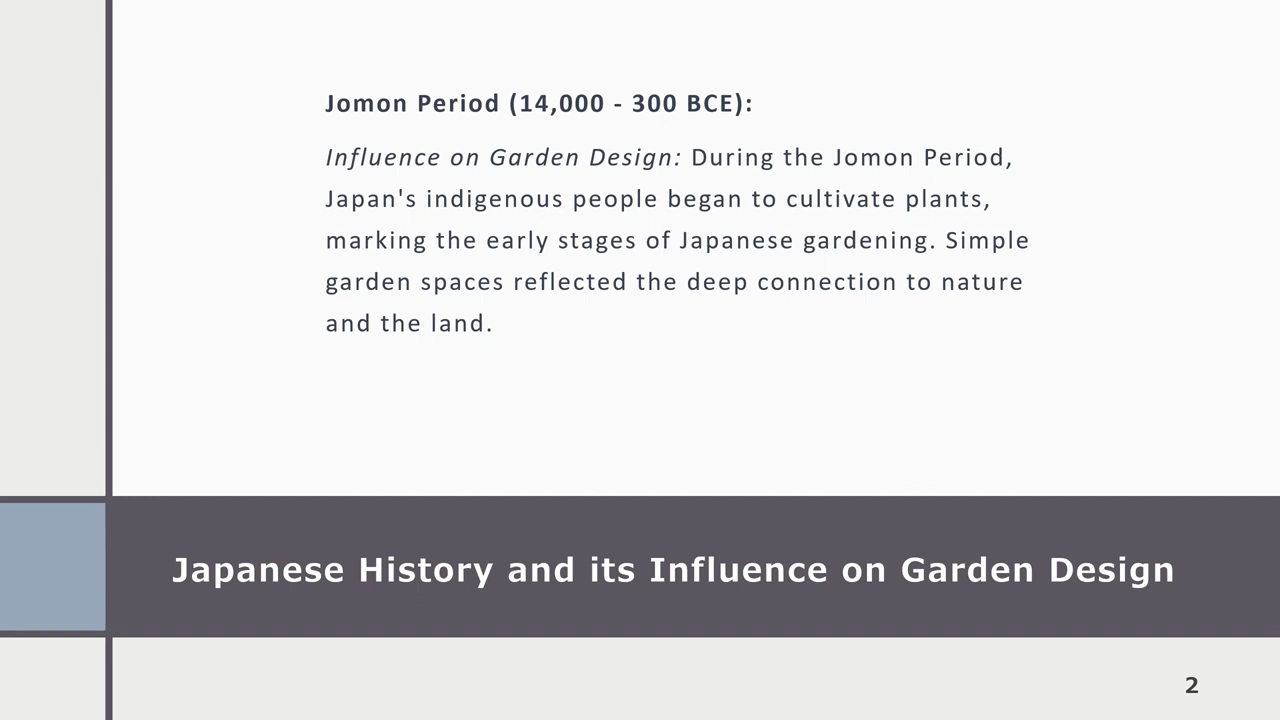 Jomon Period (14,000 - 300 BCE):
Influence on Garden Design: During the Jomon Period,
Japan's indigenous people began to cultivate plants,
marking the early stages of Japanese gardening. Simple
garden spaces reflected the deep connection to nature
and the land.
Japanese History and its Influence on Garden Design
2